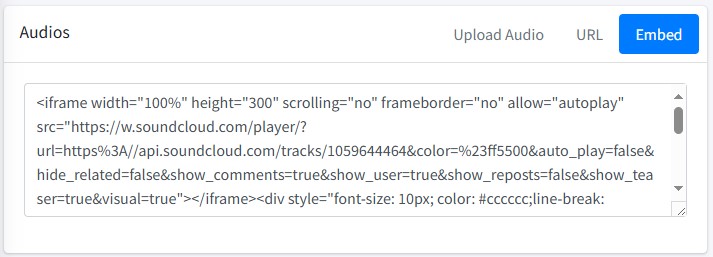 Audios
Upload Audio
URL
Embed
<iframe width="100%" height="300" scrolling="no" frameborder="no" allow="autoplay"
src="https://w.soundcloud.com/player/?
url=https%3A//api.soundcloud.com/tracks/1059644464&color=%23ff5500&auto_play=false&
hide_related=false&show_comments=true&show_user=true&show_reposts=false&show_tea
ser=true&visual=true"></iframe><div style="font-size: 10px; color: #cccccc;line-break: